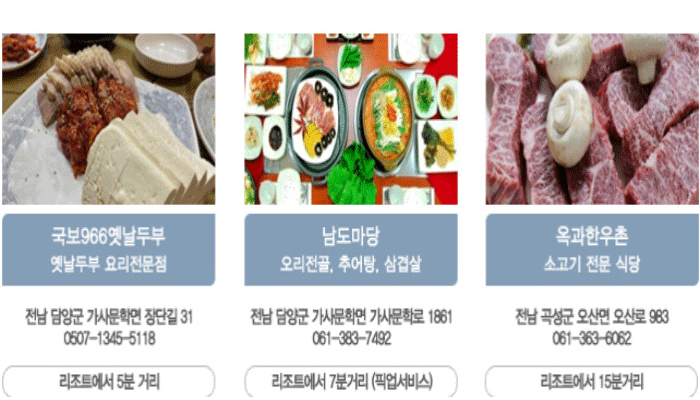 국보966옛날두부
옛날두부 요리전문점
전남 담양군 가사문학면 장단길 31
0507-1345-5118
리조트에서 5분 거리
남도마당
오리전골, 추어탕, 삼겹살
전남 담양군 가사문학면 가사문학로 1861
061-383-7492
리조트에서 7분거리 (픽업서비스)
옥과한우촌
소고기 전문 식당
전남 곡성군 오산면 오산로 983
061-363-6062
리조트에서 15분거리